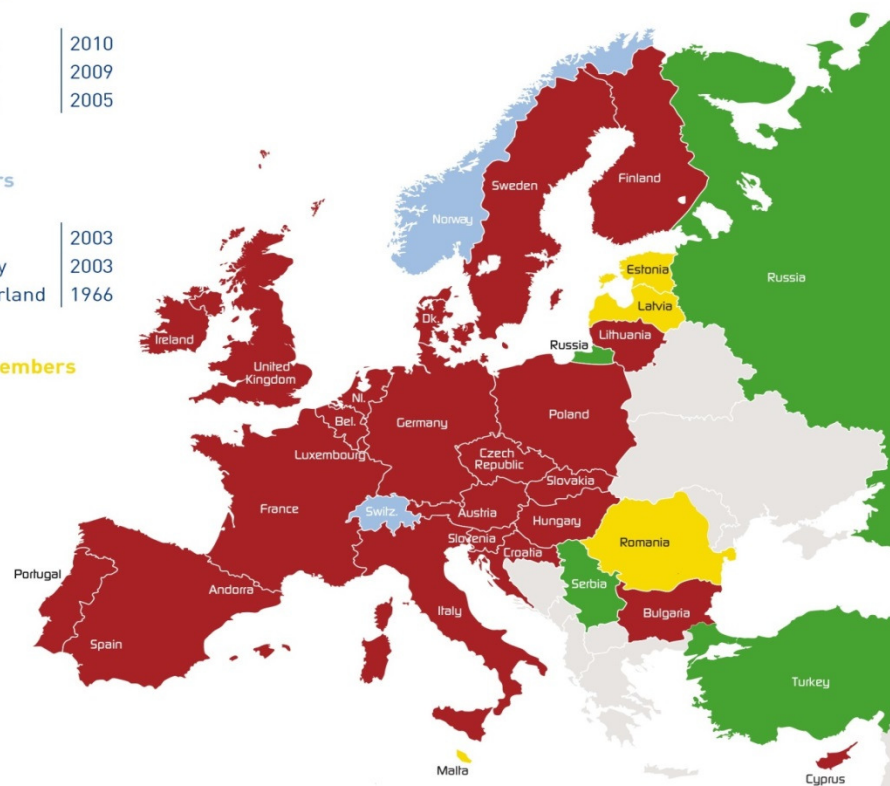 2010
2009
2005
rs
2003
y 2003
rland 1966
embers
Norway
Sweden
Finland
Russia
Estonia
Latvia
Lithuania
Russia
Dk.
Ireland
United
Kingdom
Nl.
Bel.
Luxembourg
Germany
Poland
Czech
Republic
Slovakia
France
Switz.
Austria
Hungary
Slovenia
Croatia
Romania
Serbia
Bulgaria
Portugal
Andorra
Spain
Italy
Turkey
Malta
Cyprus